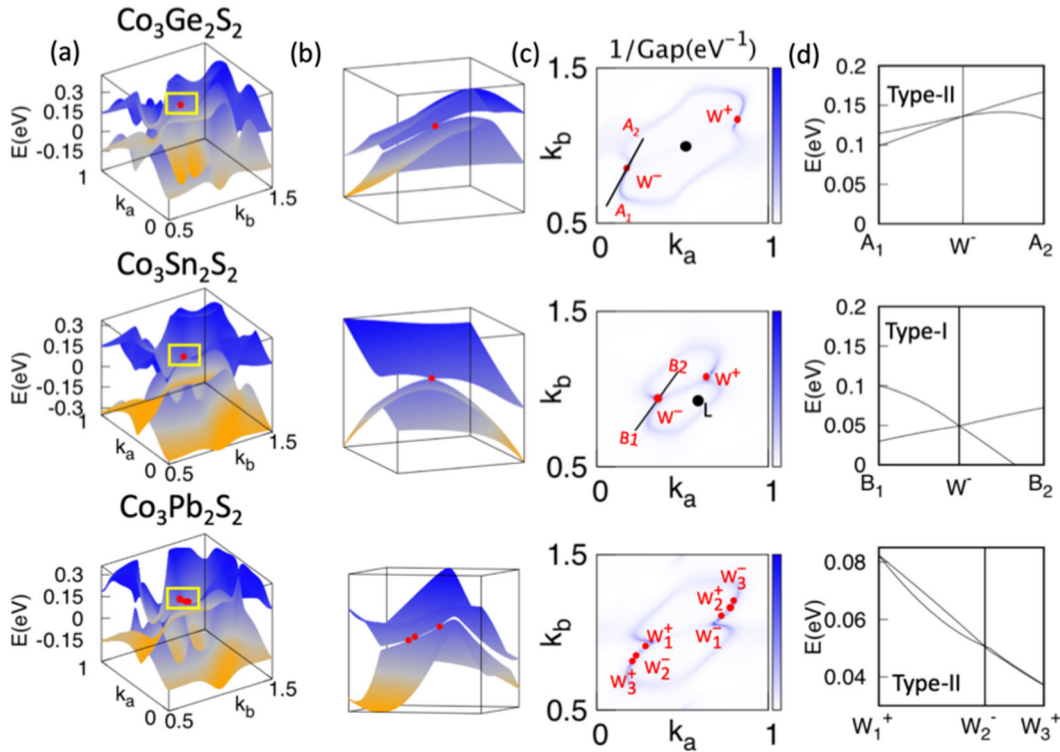 Co3Ge2S2
(a)
(b)
(c)
1/Gap(eV-1)
(d)
E(eV)
0.3
0.15
0
-0.15
1
ka
0
0.5
kb
1.5
1.5
kb
0.5
0
ka
1
A2
W-
A1
W+
E(eV)
0.2
0.15
0.1
0.05
0
Type-II
A1
W-
A2
Co3Sn2S2
E(eV)
0.3
0.15
0
-0.3
1
ka
0
0.5
kb
1.5
1.5
kb
0.5
0
ka
1
B2
W+
W-
L
B1
E(eV)
0.2
0.15
0.1
0.05
0
Type-I
B1
W-
B2
Co3Pb2S2
E(eV)
0.3
0.15
0
-0.15
1
ka
0
0.5
kb
1.5
1.5
kb
0.5
0
ka
1
W3-
W2+
W1-
W1+
W2-
W3+
E(eV)
0.08
0.06
0.04
Type-II
W1+
W2-
W3+